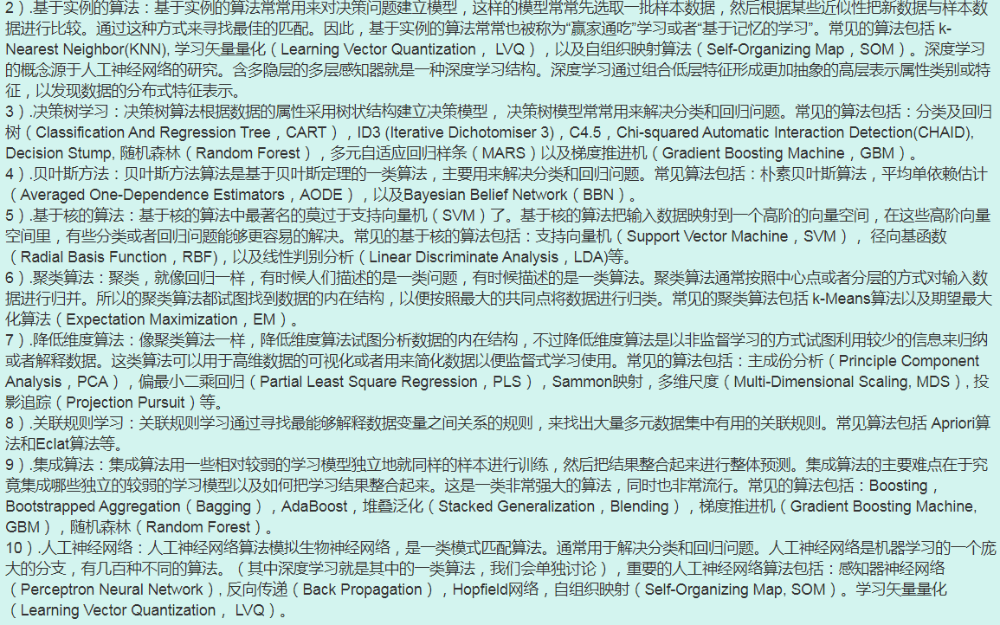 2）.基于实例的算法：基于实例的算法常常用来对决策问题建立模型，这样的模型常常先选取一批样本数据，然后根据某些近似性把新数据与样本数
据进行比较。通过这种方式来寻找最佳的匹配。因此，基于实例的算法常常也被称为“赢家通吃”学习或者“基于记忆的学习”。常见的算法包括 k-
Nearest Neighbor(KNN), 学习矢量量化（Learning Vector Quantization， LVQ），以及自组织映射算法（Self-Organizing Map，SOM）。深度学习
的概念源于人工神经网络的研究。含多隐层的多层感知器就是一种深度学习结构。深度学习通过组合低层特征形成更加抽象的高层表示属性类别或特
征，以发现数据的分布式特征表示。
3）.决策树学习：决策树算法根据数据的属性采用树状结构建立决策模型， 决策树模型常常用来解决分类和回归问题。常见的算法包括：分类及回归
树（Classification And Regression Tree，CART），ID3 (Iterative Dichotomiser 3)，C4.5，Chi-squared Automatic Interaction Detection(CHAID),
Decision Stump, 随机森林（Random Forest），多元自适应回归样条（MARS）以及梯度推进机（Gradient Boosting Machine，GBM）。
4）.贝叶斯方法：贝叶斯方法算法是基于贝叶斯定理的一类算法，主要用来解决分类和回归问题。常见算法包括：朴素贝叶斯算法，平均单依赖估计
（Averaged One-Dependence Estimators，AODE），以及Bayesian Belief Network（BBN）。
5）.基于核的算法：基于核的算法中最著名的莫过于支持向量机（SVM）了。基于核的算法把输入数据映射到一个高阶的向量空间，在这些高阶向量
空间里，有些分类或者回归问题能够更容易的解决。常见的基于核的算法包括：支持向量机（Support Vector Machine，SVM）， 径向基函数
（Radial Basis Function，RBF)，以及线性判别分析（Linear Discriminate Analysis，LDA)等。
6）.聚类算法：聚类，就像回归一样，有时候人们描述的是一类问题，有时候描述的是一类算法。聚类算法通常按照中心点或者分层的方式对输入数
据进行归并。所以的聚类算法都试图找到数据的内在结构，以便按照最大的共同点将数据进行归类。常见的聚类算法包括 k-Means算法以及期望最大
化算法（Expectation Maximization，EM）。
7）.降低维度算法：像聚类算法一样，降低维度算法试图分析数据的内在结构，不过降低维度算法是以非监督学习的方式试图利用较少的信息来归纳
或者解释数据。这类算法可以用于高维数据的可视化或者用来简化数据以便监督式学习使用。常见的算法包括：主成份分析（Principle Component
Analysis，PCA），偏最小二乘回归（Partial Least Square Regression，PLS），Sammon映射，多维尺度（Multi-Dimensional Scaling, MDS）, 投
影追踪（Projection Pursuit）等。
8）.关联规则学习：关联规则学习通过寻找最能够解释数据变量之间关系的规则，来找出大量多元数据集中有用的关联规则。常见算法包括 Apriori算
法和Eclat算法等。
9）.集成算法：集成算法用一些相对较弱的学习模型独立地就同样的样本进行训练，然后把结果整合起来进行整体预测。集成算法的主要难点在于究
竟集成哪些独立的较弱的学习模型以及如何把学习结果整合起来。这是一类非常强大的算法，同时也非常流行。常见的算法包括：Boosting，
Bootstrapped Aggregation（Bagging），AdaBoost，堆叠泛化（Stacked Generalization，Blending），梯度推进机（Gradient Boosting Machine,
GBM），随机森林（Random Forest）。
10）.人工神经网络：人工神经网络算法模拟生物神经网络，是一类模式匹配算法。通常用于解决分类和回归问题。人工神经网络是机器学习的一个庞
大的分支，有几百种不同的算法。（其中深度学习就是其中的一类算法，我们会单独讨论），重要的人工神经网络算法包括：感知器神经网络
（Perceptron Neural Network）, 反向传递（Back Propagation），Hopfield网络，自组织映射（Self-Organizing Map, SOM）。学习矢量量化
（Learning Vector Quantization， LVQ）。